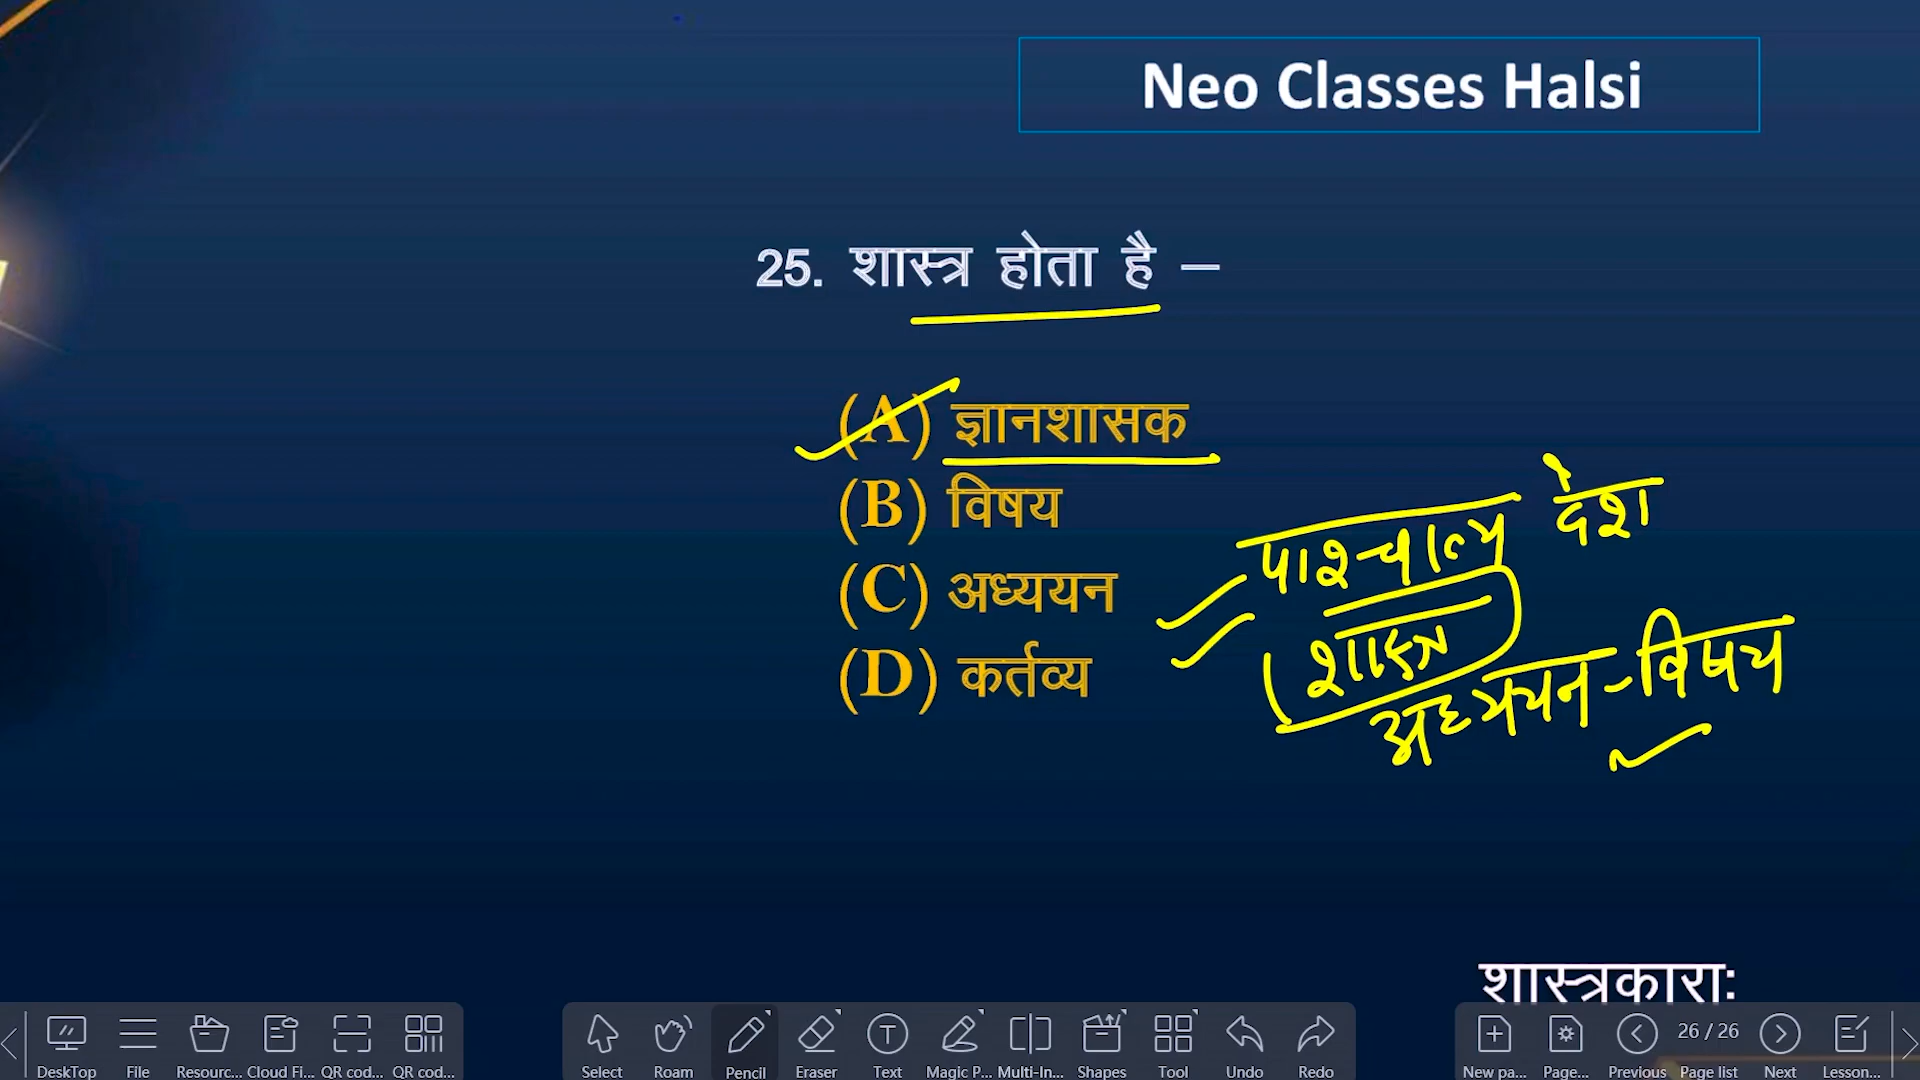 Neo Classes Halsi
25. शास्त्र होता है –
(A) ज्ञानशासक
(B) विषय
(C) अध्ययन
(D) कर्तव्य
पाश्चात्य देश
शास्त्र
अध्ययन - विषय
शास्त्रकाराः
DeskTop File Resourc... Cloud Fi... QR cod... QR cod... Select Roam Pencil Eraser Text Magic P... Multi-In... Shapes Tool Undo Redo New pa... Page... Previous 26 / 26 Page list Next Lesson...